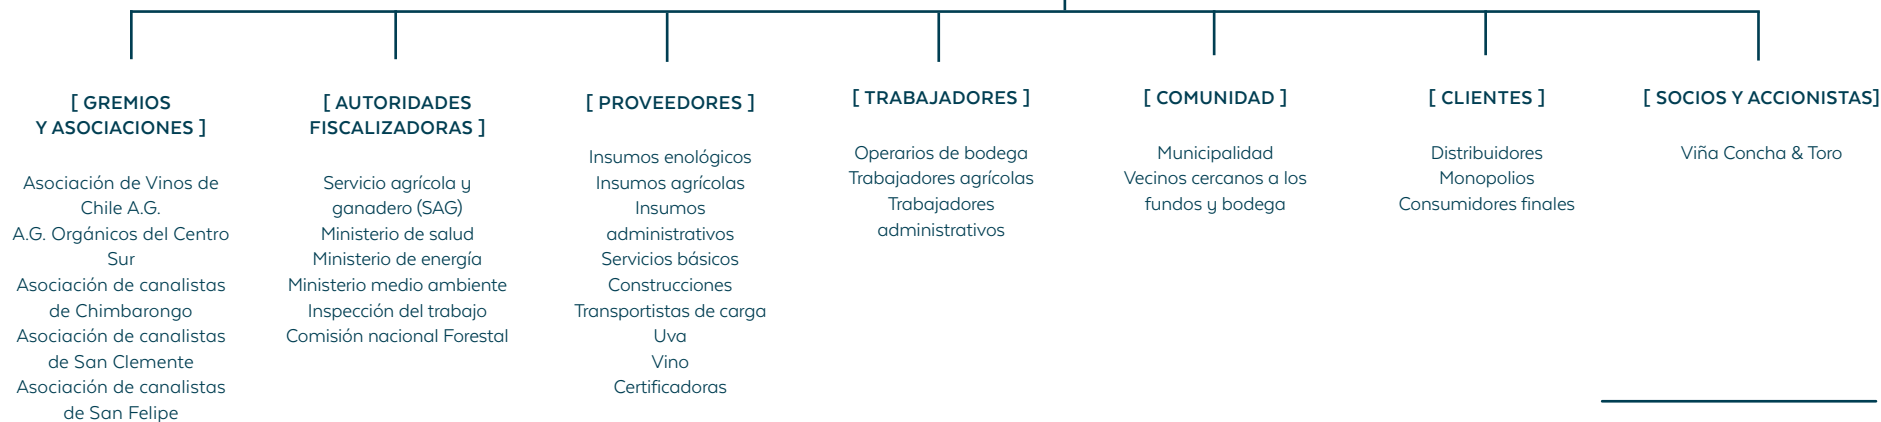 [ GREMIOS
Y ASOCIACIONES ]
Asociación de Vinos de
Chile A.G.
A.G. Orgánicos del Centro
Sur
Asociación de canalistas
de Chimbarongo
Asociación de canalistas
de San Clemente
Asociación de canalistas
de San Felipe
[ AUTORIDADES
FISCALIZADORAS ]
Servicio agrícola y
ganadero (SAG)
Ministerio de salud
Ministerio de energía
Ministerio medio ambiente
Inspección del trabajo
Comisión nacional Forestal
[ PROVEEDORES ]
Insumos enológicos
Insumos agrícolas
Insumos
administrativos
Servicios básicos
Construcciones
Transportistas de carga
Uva
Vino
Certificadoras
[ TRABAJADORES ]
Operarios de bodega
Trabajadores agrícolas
Trabajadores
administrativos
[ COMUNIDAD ]
Municipalidad
Vecinos cercanos a los
fundos y bodega
[ CLIENTES ]
Distribuidores
Monopolios
Consumidores finales
[ SOCIOS Y ACCIONISTAS]
Viña Concha & Toro